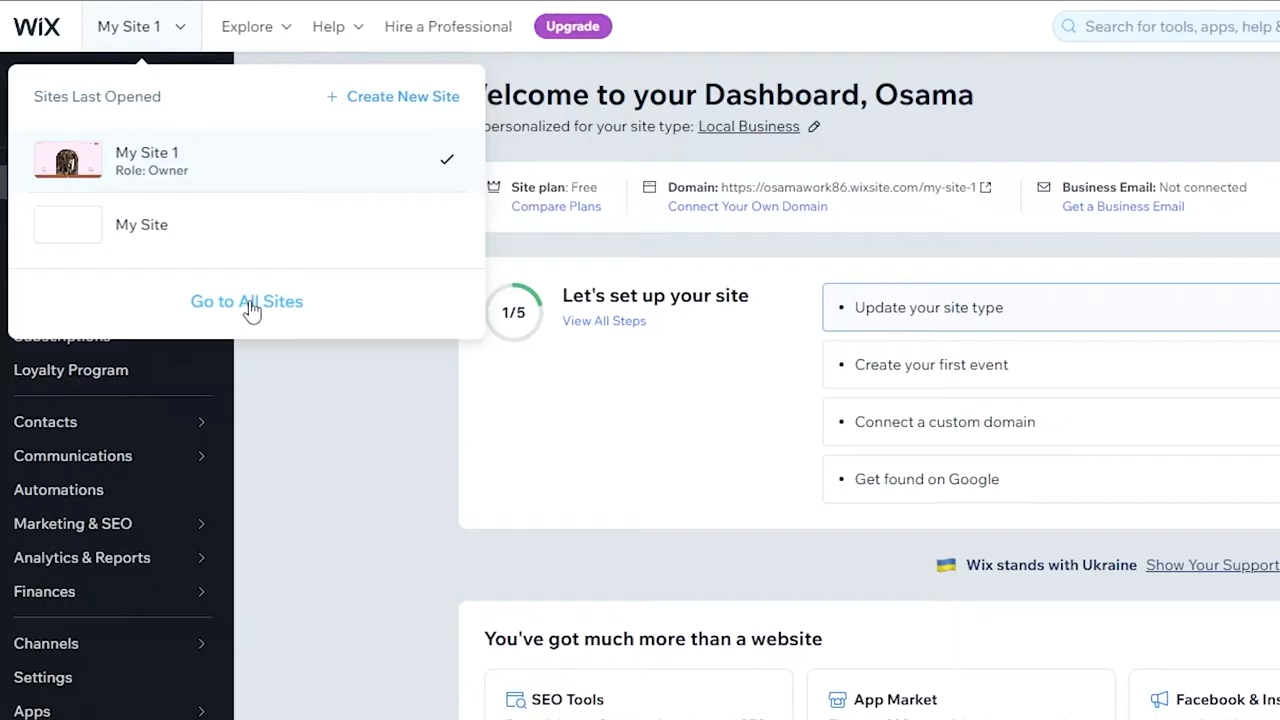 WiX
My Site 1
Explore
Help
Hire a Professional
Upgrade
Search for tools, apps, help &
Sites Last Opened
+ Create New Site
My Site 1
Role: Owner
My Site
Go to All Sites
elcome to your Dashboard, Osama
personalized for your site type: Local Business
Site plan: Free
Compare Plans
Domain: https://osamawork86.wixsite.com/my-site-1
Connect Your Own Domain
Business Email: Not connected
Get a Business Email
1/5
Let's set up your site
View All Steps
• Update your site type
• Create your first event
• Connect a custom domain
• Get found on Google
Subscriptions
Loyalty Program
Contacts
Communications
Automations
Marketing & SEO
Analytics & Reports
Finances
Channels
Settings
Apps
Wix stands with Ukraine Show Your Support
You've got much more than a website
SEO Tools
App Market
Facebook & Ins